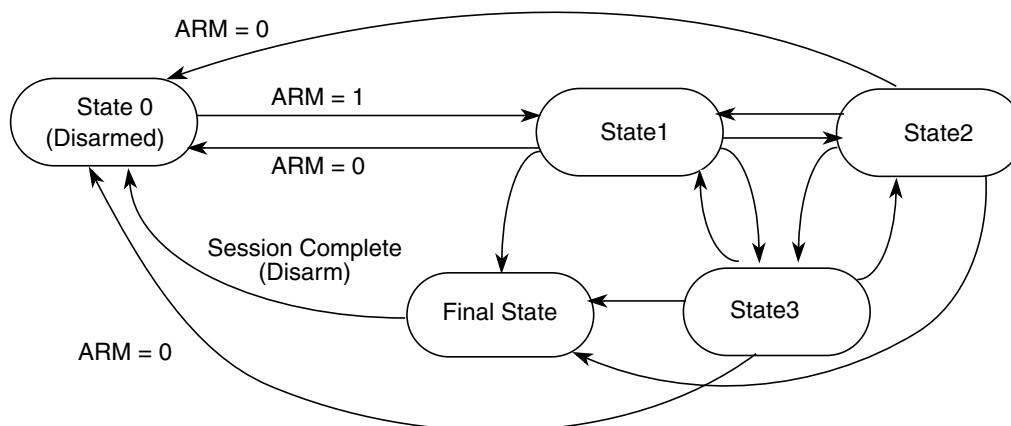 ARM = 0
State 0
(Disarmed)
ARM = 1
State1
State2
ARM = 0
Session Complete
(Disarm)
Final State
State3
ARM = 0